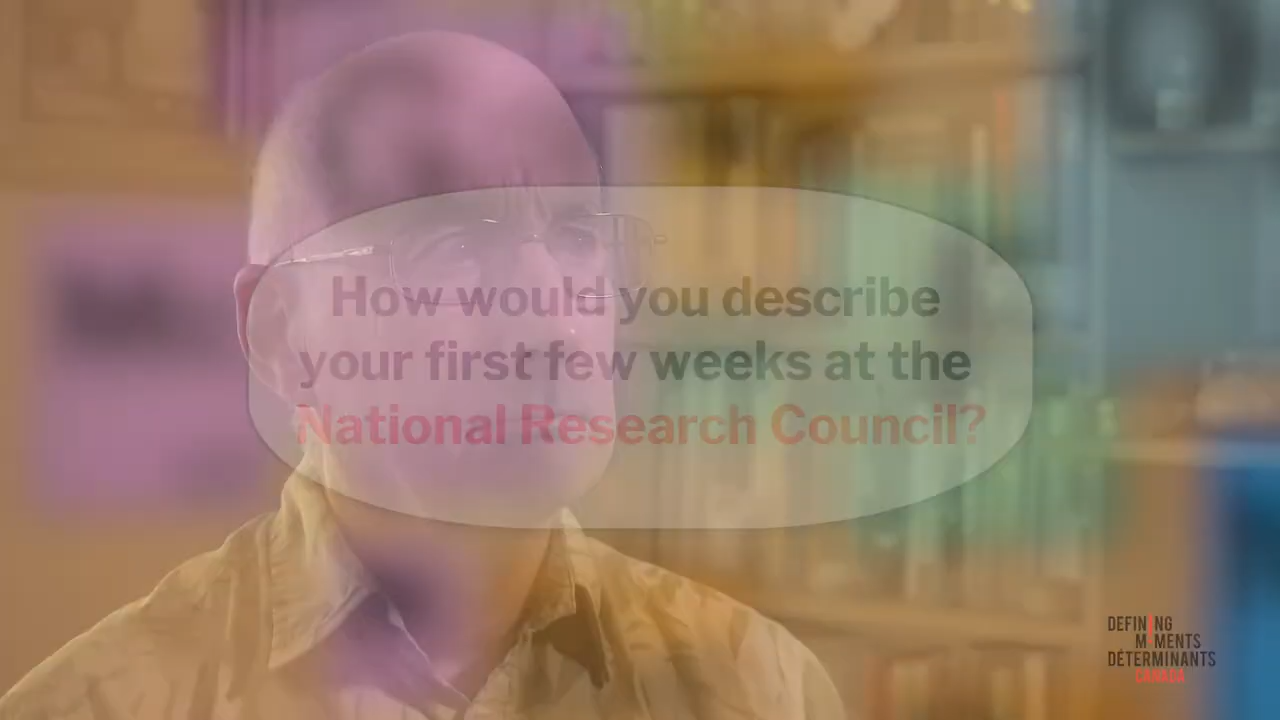 How would you describe
your first few weeks at the
National Research Council?
DEFINING
MOMENTS
DÉTERMINANTS
CANADA